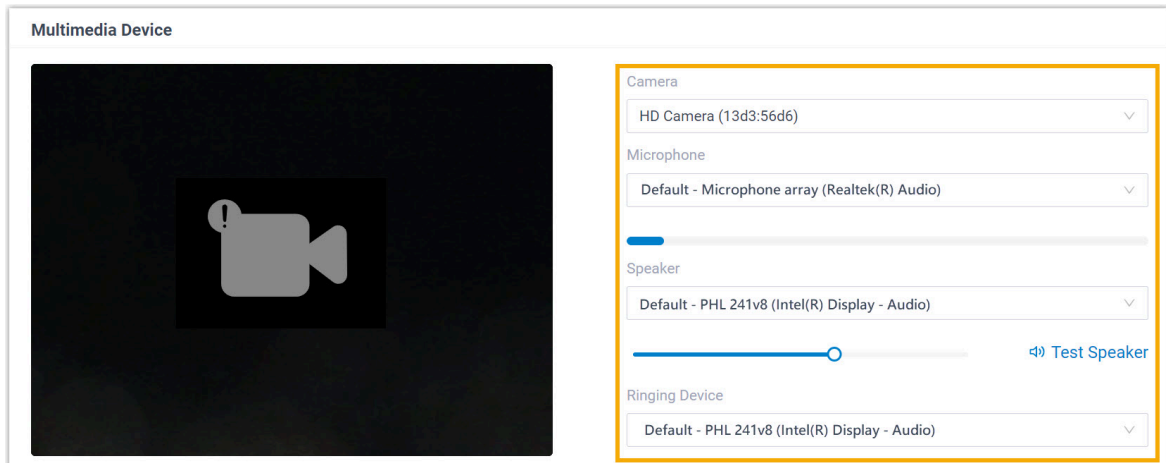 Multimedia Device
Camera
HD Camera (13d3:56d6)
Microphone
Default - Microphone array (Realtek(R) Audio)
Speaker
Default - PHL 241v8 (Intel(R) Display - Audio)
Test Speaker
Ringing Device
Default - PHL 241v8 (Intel(R) Display - Audio)